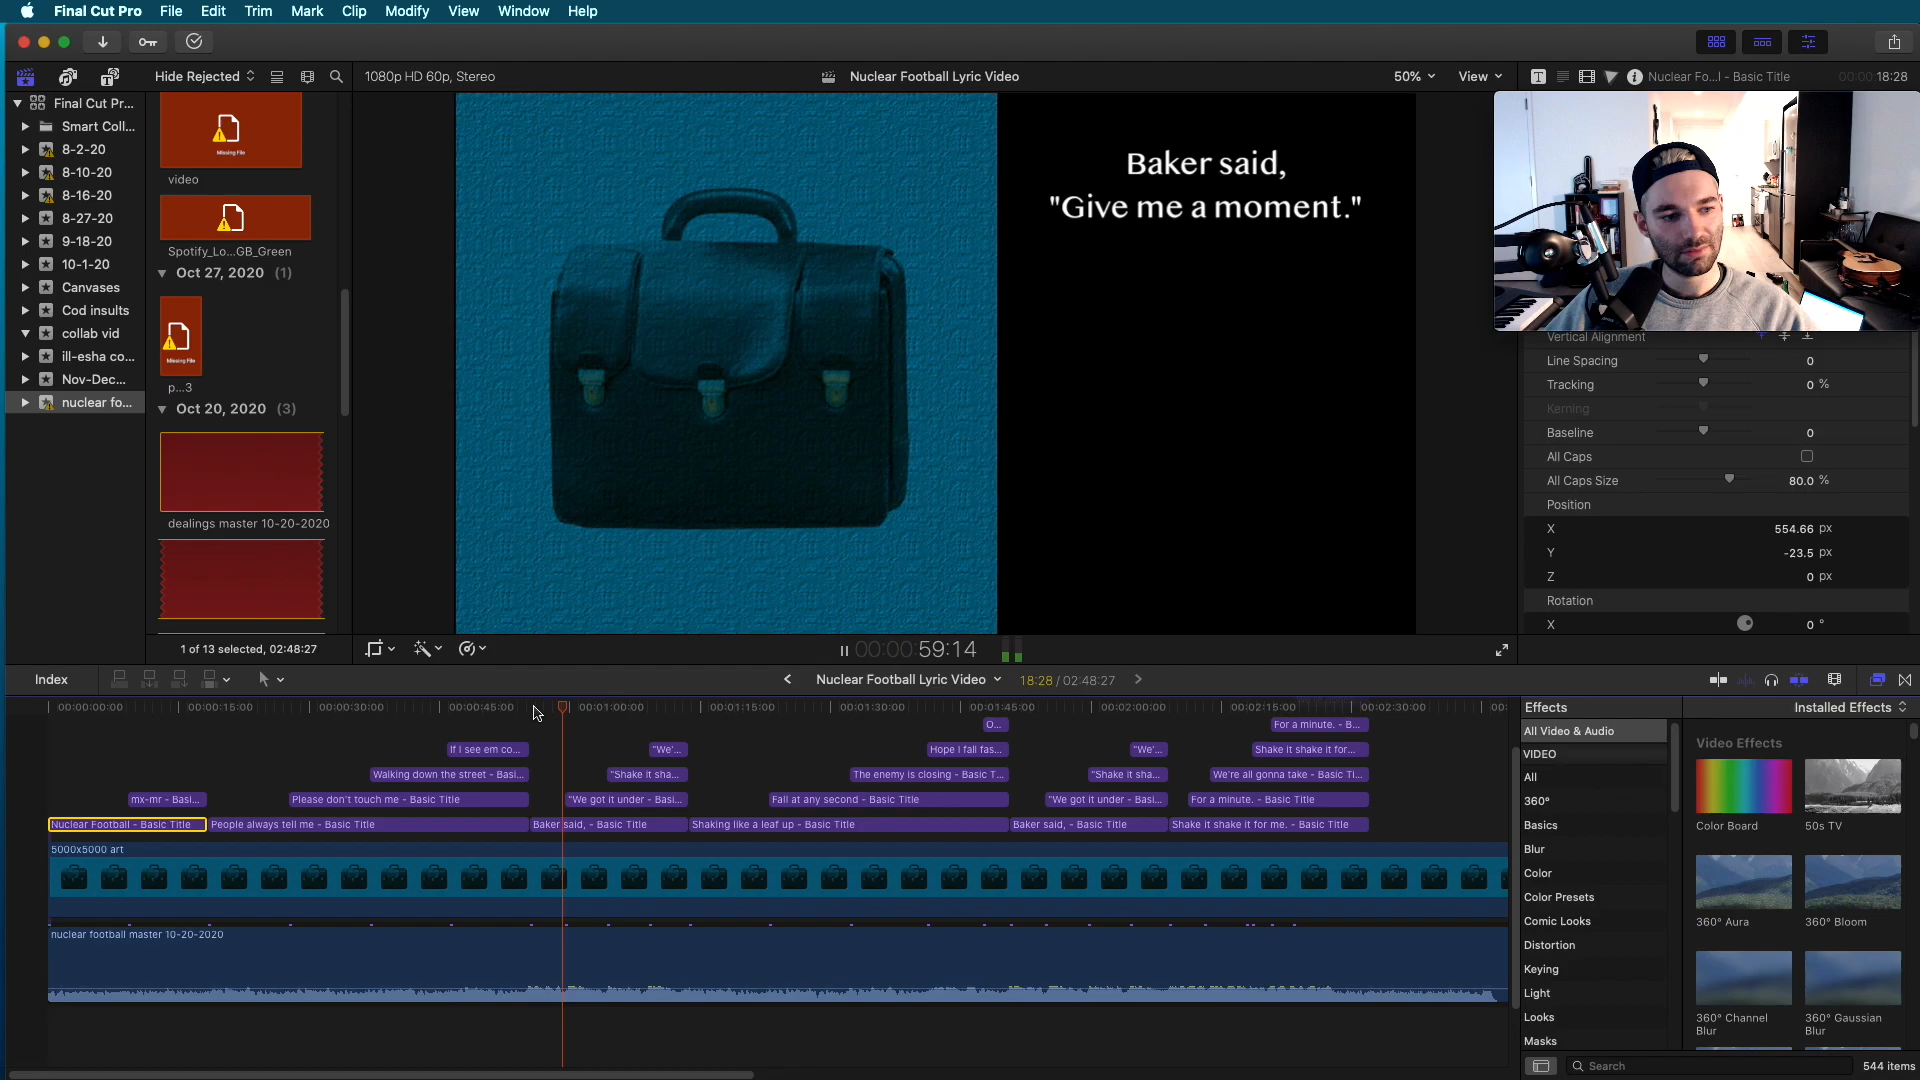 Final Cut Pro File Edit Trim Mark Clip Modify View Window Help
Hide Rejected
1080p HD 60p, Stereo
Nuclear Football Lyric Video
50%
View
Nuclear Fo...l - Basic Title
00:00:00:18:28
Final Cut Pr...
Smart Coll...
8-2-20
8-10-20
8-16-20
8-27-20
9-18-20
10-1-20
Canvases
Cod insults
collab vid
ill-esha co...
Nov-Dec...
nuclear fo...
Missing File
video
Spotify_Lo...GB_Green
Oct 27, 2020 (1)
Missing File
p...3
Oct 20, 2020 (3)
dealings master 10-20-2020
1 of 13 selected, 02:48:27
Baker said,
"Give me a moment."
00:00:59:14
Vertical Alignment
Line Spacing 0
Tracking 0 %
Kerning
Baseline 0
All Caps
All Caps Size 80.0 %
Position
X 554.66 px
Y -23.5 px
Z 0 px
Rotation
X 0 °
Index
Nuclear Football Lyric Video
18:28 / 02:48:27
00:00:00:00 00:00:15:00 00:00:30:00 00:00:45:00 00:01:00:00 00:01:15:00 00:01:30:00 00:01:45:00 00:02:00:00 00:02:15:00 00:02:30:00 00:
O... For a minute. - B...
If I see em co... "We'... Hope I fall fas... "We'... Shake it shake it for...
Walking down the street - Basi... "Shake it sha... The enemy is closing - Basic T... "Shake it sha... We're all gonna take - Basic Ti...
mx-mr - Basi... Please don't touch me - Basic Title "We got it under - Basi... Fall at any second - Basic Title "We got it under - Basi... For a minute. - Basic Title
Nuclear Football - Basic Title People always tell me - Basic Title Baker said, - Basic Title Shaking like a leaf up - Basic Title Baker said, - Basic Title Shake it shake it for me. - Basic Title
5000x5000 art
nuclear football master 10-20-2020
Effects
Installed Effects
All Video & Audio
VIDEO
All
360°
Basics
Blur
Color
Color Presets
Comic Looks
Distortion
Keying
Light
Looks
Masks
Video Effects
Color Board 50s TV
360° Aura 360° Bloom
360° Channel Blur 360° Gaussian Blur
Search
544 items